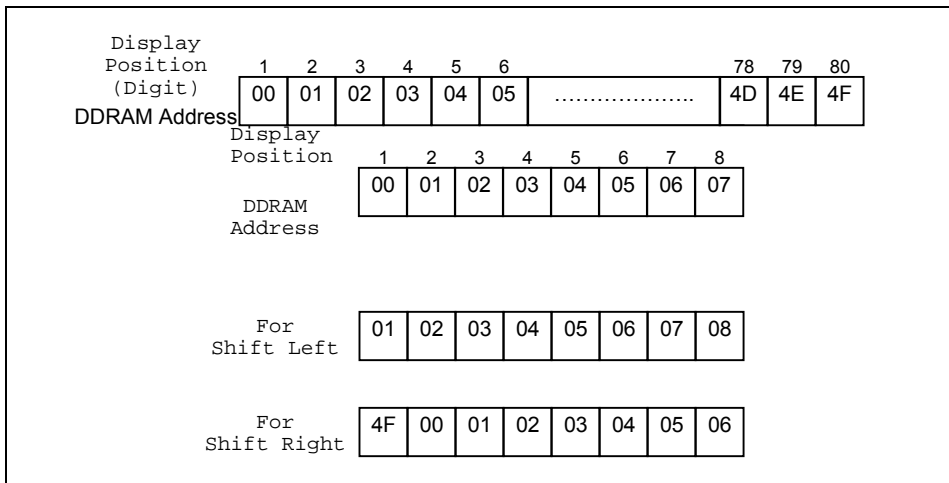 Display
Position
(Digit)
1 2 3 4 5 6 78 79 80
DDRAM Address 00 01 02 03 04 05 ..................... 4D 4E 4F
Display
Position
1 2 3 4 5 6 7 8
00 01 02 03 04 05 06 07
DDRAM
Address
For
Shift Left
01 02 03 04 05 06 07 08
For
Shift Right
4F 00 01 02 03 04 05 06